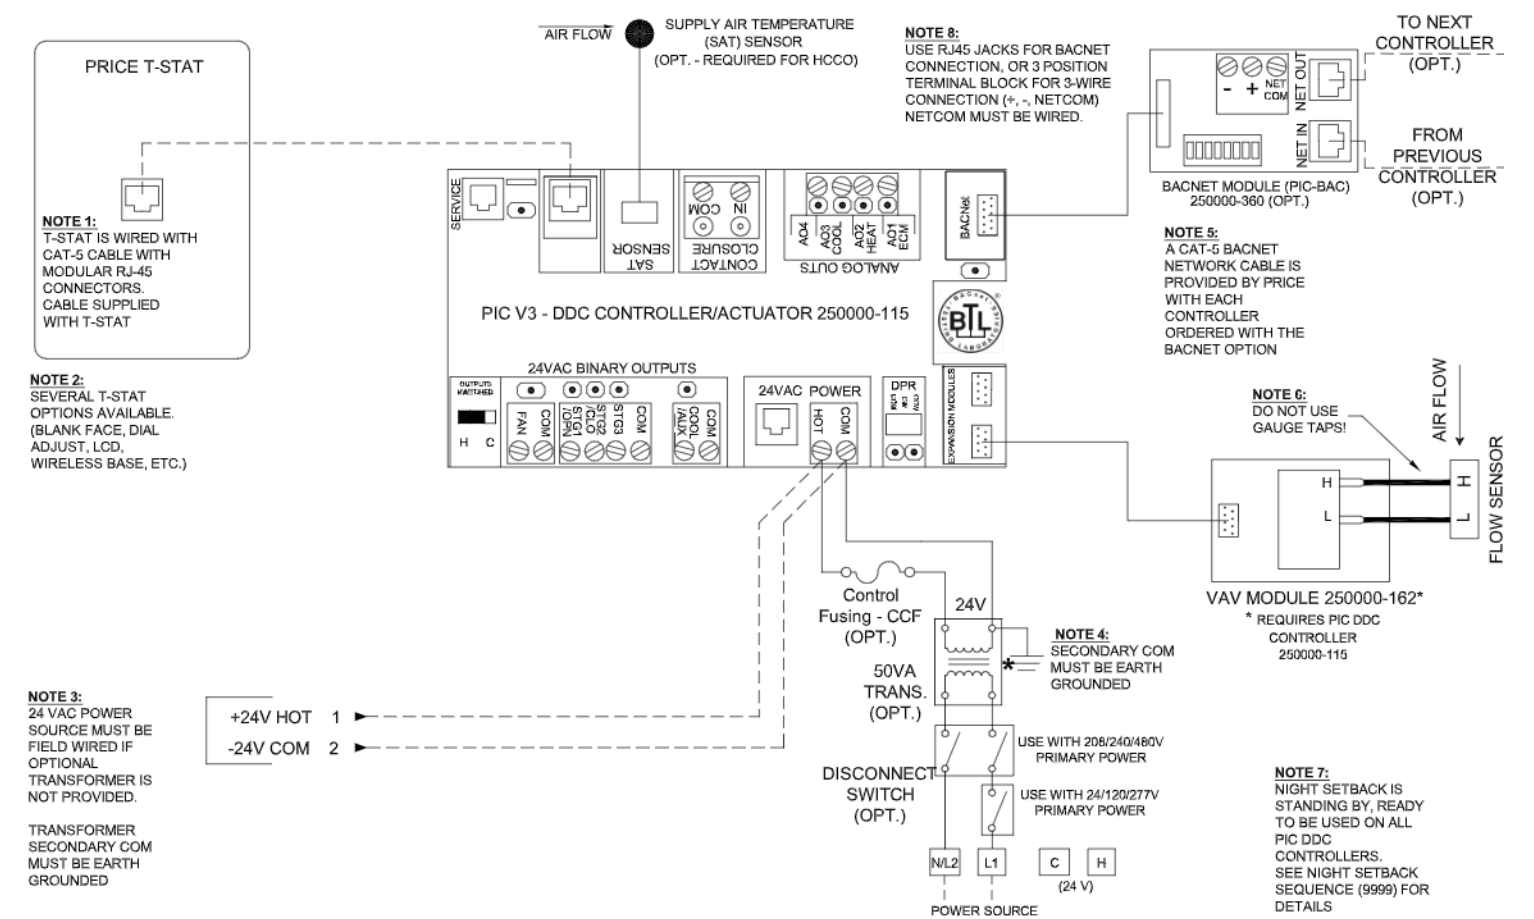 AIR FLOW
SUPPLY AIR TEMPERATURE
(SAT) SENSOR
(OPT. - REQUIRED FOR HCCO)
PRICE T-STAT
NOTE 1:
T-STAT IS WIRED WITH
CAT-5 CABLE WITH
MODULAR RJ-45
CONNECTORS.
CABLE SUPPLIED
WITH T-STAT
NOTE 2:
SEVERAL T-STAT
OPTIONS AVAILABLE.
(BLANK FACE, DIAL
ADJUST, LCD,
WIRELESS BASE, ETC.)
NOTE 8:
USE RJ45 JACKS FOR BACNET
CONNECTION, OR 3 POSITION
TERMINAL BLOCK FOR 3-WIRE
CONNECTION (+, -, NETCOM)
NETCOM MUST BE WIRED.
- + NET
COM
NET OUT
NET IN
TO NEXT
CONTROLLER
(OPT.)
FROM
PREVIOUS
CONTROLLER
(OPT.)
BACNET MODULE (PIC-BAC)
250000-360 (OPT.)
NOTE 5:
A CAT-5 BACNET
NETWORK CABLE IS
PROVIDED BY PRICE
WITH EACH
CONTROLLER
ORDERED WITH THE
BACNET OPTION
SERVICE
SAT
SENSOR
COM
IN
CONTACT
CLOSURE
AO4
AO3
COOL
AO2
HEAT
AO1
ECM
ANALOG OUTS
BACNet
PIC V3 - DDC CONTROLLER/ACTUATOR 250000-115
BACnet
TESTING LABORATORIES
BTL
®
24VAC BINARY OUTPUTS
OUTPUTS
SWITCHED
H C
FAN
COM
STG1
/OPN
STG2
/CLO
STG3
COM
COOL
/AUX
COM
24VAC POWER
HOT
COM
DPR
CW
CCW
EXPANSION MODULES
NOTE 6:
DO NOT USE
GAUGE TAPS!
AIR FLOW
H
L
H
L
FLOW SENSOR
VAV MODULE 250000-162*
* REQUIRES PIC DDC
CONTROLLER
250000-115
Control
Fusing - CCF
(OPT.)
24V
NOTE 4:
SECONDARY COM
MUST BE EARTH
GROUNDED
*
50VA
TRANS.
(OPT.)
NOTE 3:
24 VAC POWER
SOURCE MUST BE
FIELD WIRED IF
OPTIONAL
TRANSFORMER IS
NOT PROVIDED.
TRANSFORMER
SECONDARY COM
MUST BE EARTH
GROUNDED
+24V HOT 1
-24V COM 2
USE WITH 208/240/480V
PRIMARY POWER
DISCONNECT
SWITCH
(OPT.)
USE WITH 24/120/277V
PRIMARY POWER
N/L2
L1
C
H
(24 V)
POWER SOURCE
NOTE 7:
NIGHT SETBACK IS
STANDING BY, READY
TO BE USED ON ALL
PIC DDC
CONTROLLERS.
SEE NIGHT SETBACK
SEQUENCE (9999) FOR
DETAILS